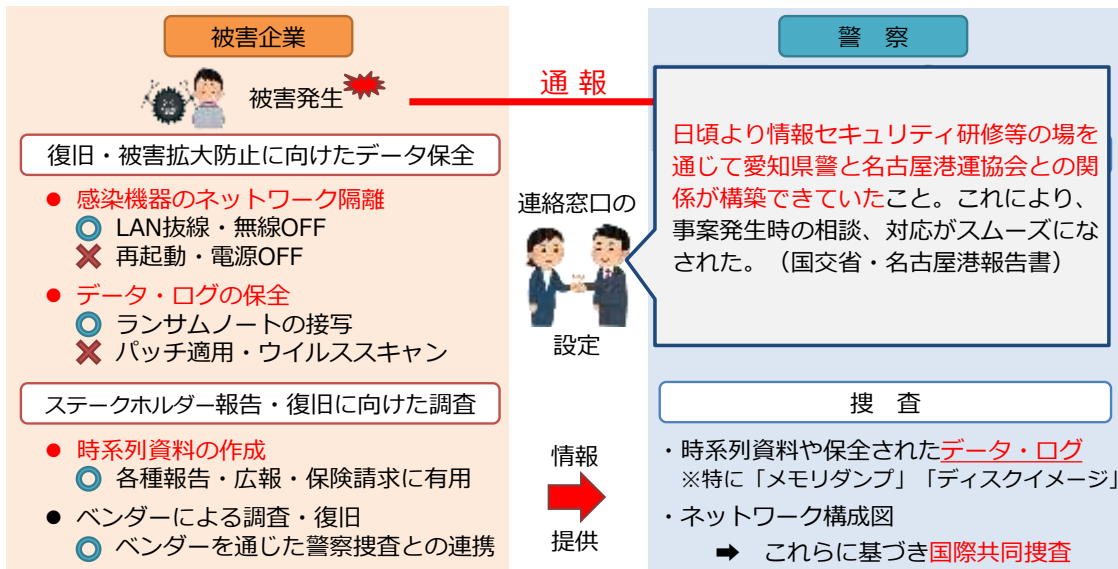 被害企業
被害発生
復旧・被害拡大防止に向けたデータ保全
● 感染機器のネットワーク隔離
○ LAN抜線・無線OFF
✕ 再起動・電源OFF
● データ・ログの保全
○ ランサムノートの接写
✕ パッチ適用・ウイルススキャン
ステークホルダー報告・復旧に向けた調査
● 時系列資料の作成
○ 各種報告・広報・保険請求に有用
● ベンダーによる調査・復旧
○ ベンダーを通じた警察捜査との連携
通報
連絡窓口の
設定
情報
提供
警 察
日頃より情報セキュリティ研修等の場を
通じて愛知県警と名古屋港運協会との関
係が構築できていたこと。これにより、
事案発生時の相談、対応がスムーズにな
された。（国交省・名古屋港報告書）
捜 査
・時系列資料や保全されたデータ・ログ
※特に「メモリダンプ」「ディスクイメージ」
・ネットワーク構成図
➡ これらに基づき国際共同捜査